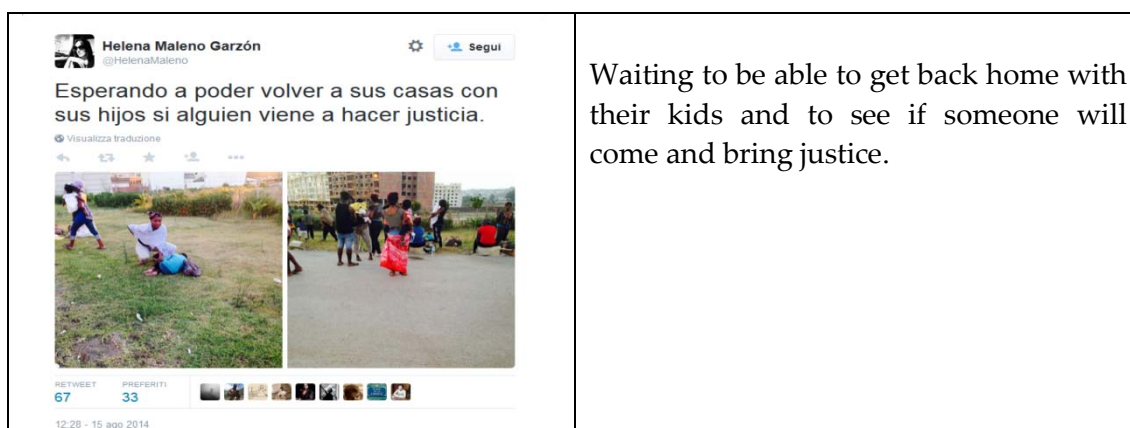 Helena Maleno Garzón
@HelenaMaleno
Segui
Esperando a poder volver a sus casas con
sus hijos si alguien viene a hacer justicia.
Visualizza traduzione
RETWEET PREFERITI
67 33
12:28 - 15 ago 2014
Waiting to be able to get back home with
their kids and to see if someone will
come and bring justice.